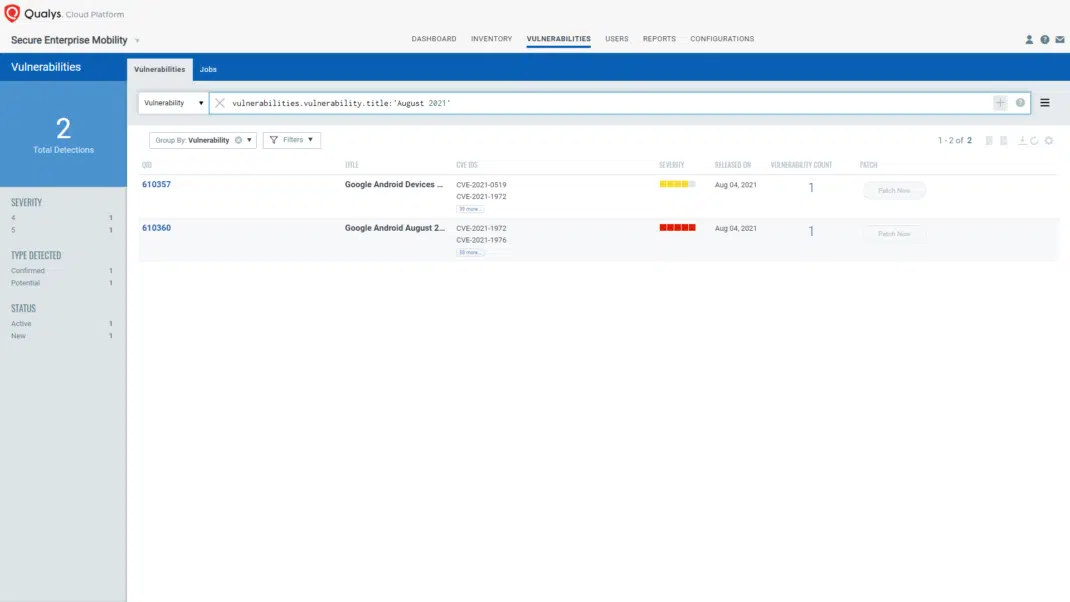 Qualys. Cloud Platform
Secure Enterprise Mobility
DASHBOARD INVENTORY VULNERABILITIES USERS REPORTS CONFIGURATIONS
Vulnerabilities
Vulnerabilities Jobs
Vulnerability vulnerabilities.vulnerability.title:'August 2021'
2
Total Detections
Group By: Vulnerability Filters 1 - 2 of 2
QID TITLE CVE IDS SEVERITY RELEASED ON VULNERABILITY COUNT PATCH
610357 Google Android Devices ... CVE-2021-0519 Aug 04, 2021 1 Patch Now
CVE-2021-1972
more...
610360 Google Android August 2... CVE-2021-1972 Aug 04, 2021 1 Patch Now
CVE-2021-1976
more...
SEVERITY
4 1
5 1
TYPE DETECTED
Confirmed 1
Potential 1
STATUS
Active 1
New 1